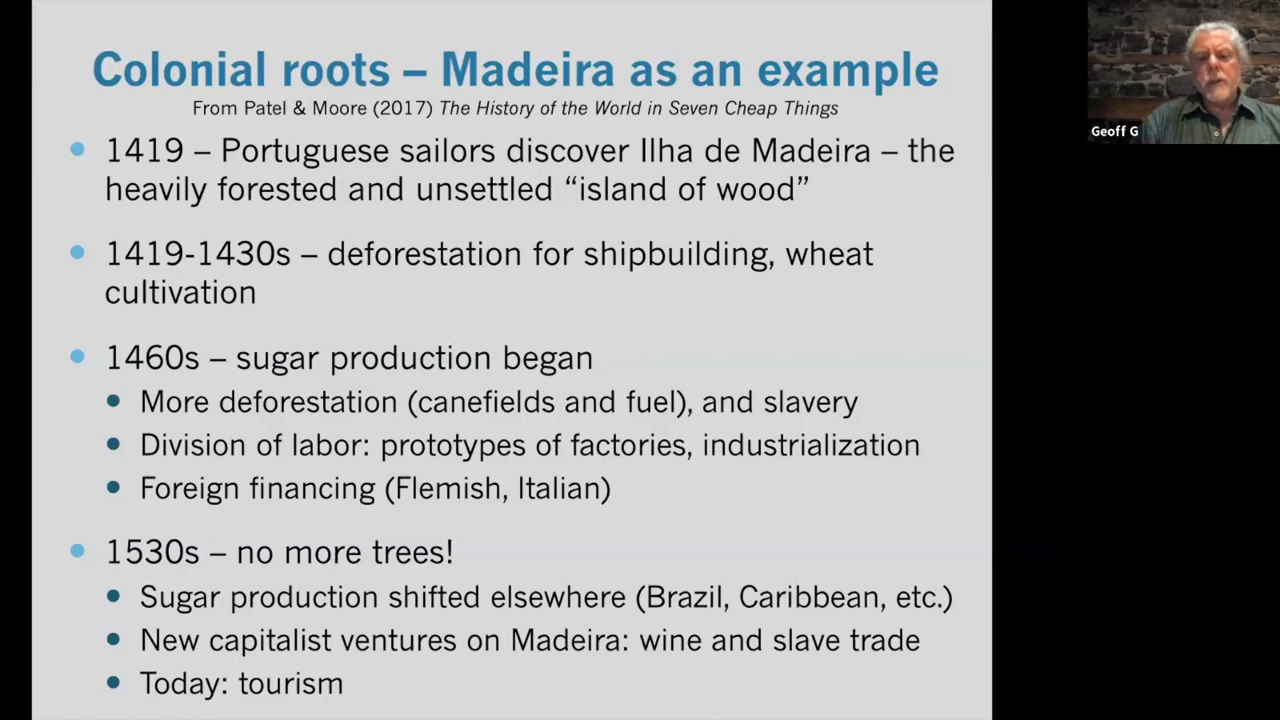 Colonial roots – Madeira as an example
From Patel & Moore (2017) The History of the World in Seven Cheap Things
• 1419 – Portuguese sailors discover Ilha de Madeira – the
heavily forested and unsettled “island of wood”
• 1419-1430s – deforestation for shipbuilding, wheat
cultivation
• 1460s – sugar production began
• More deforestation (canefields and fuel), and slavery
• Division of labor: prototypes of factories, industrialization
• Foreign financing (Flemish, Italian)
• 1530s – no more trees!
• Sugar production shifted elsewhere (Brazil, Caribbean, etc.)
• New capitalist ventures on Madeira: wine and slave trade
• Today: tourism
Geoff G